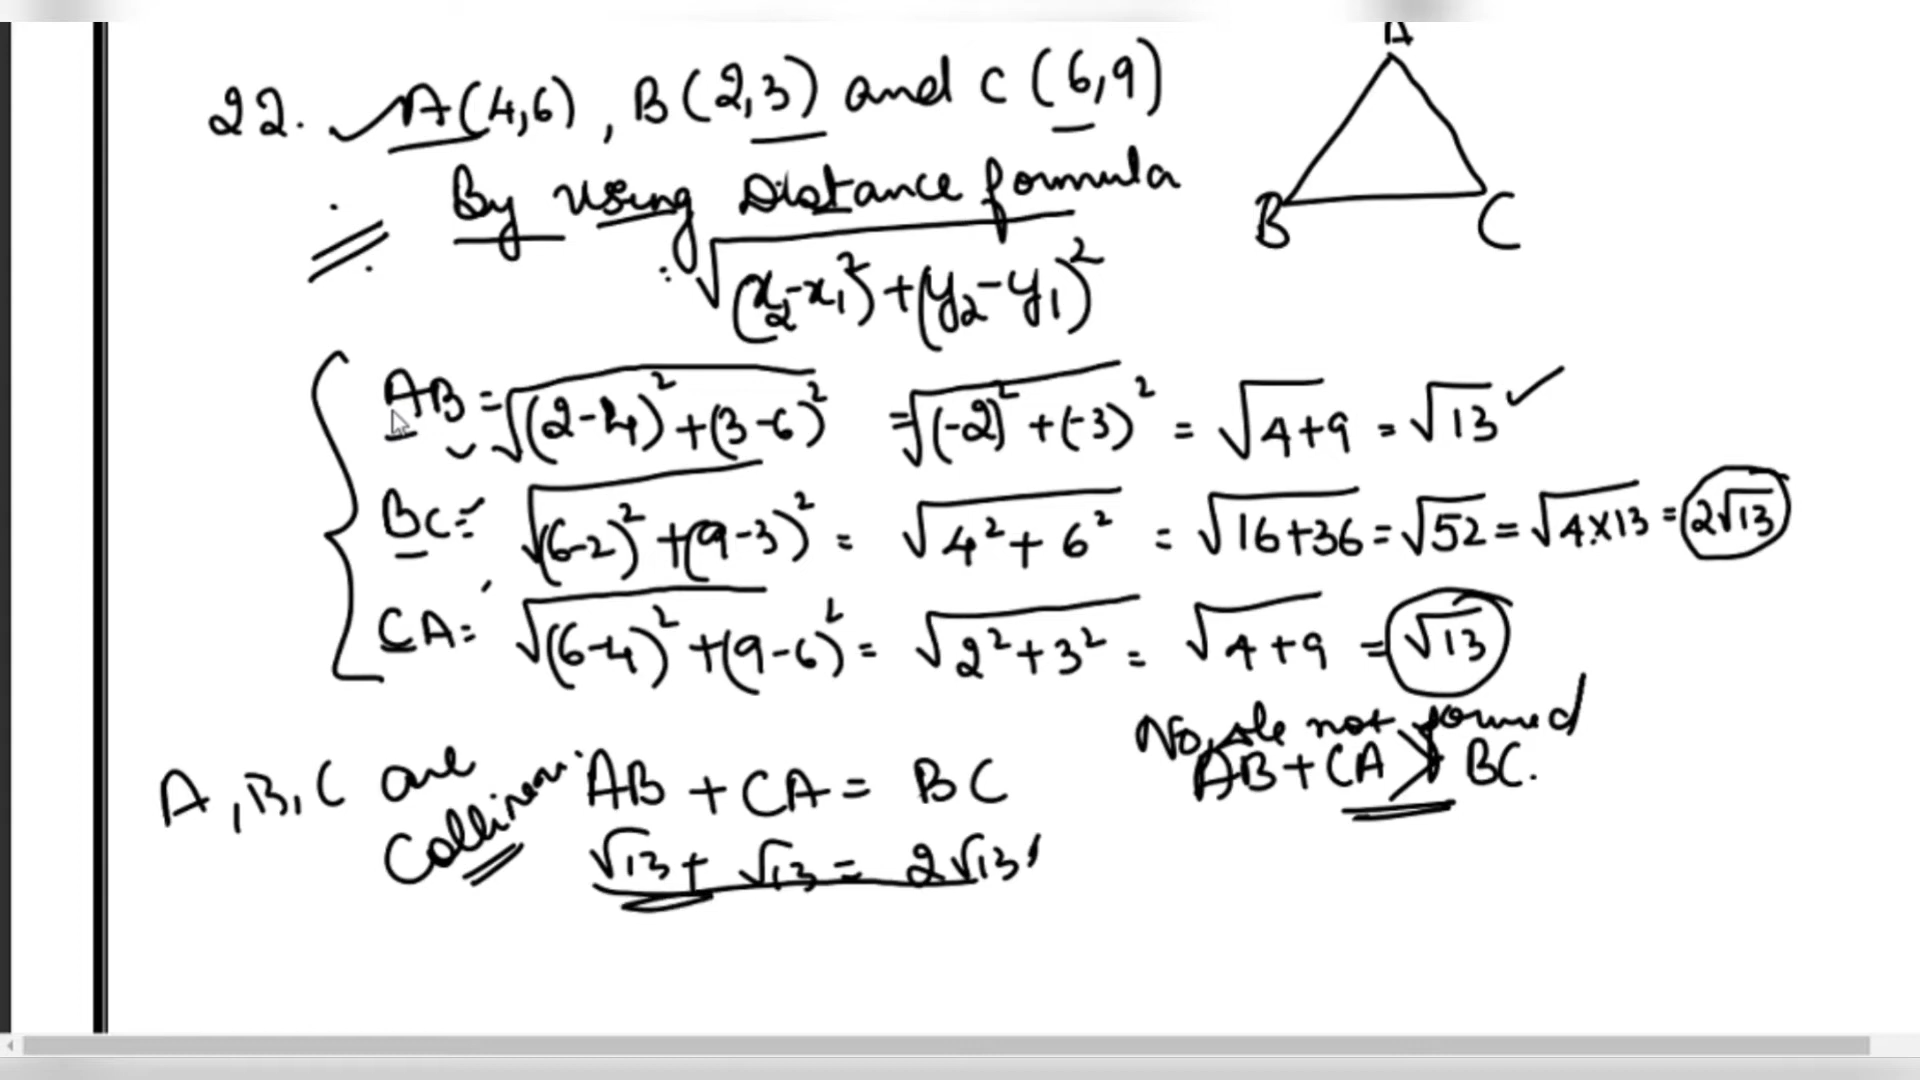 A
22. A(4,6), B(2,3) and C(6,9)
By using Distance formula
B C
√(x₂-x₁)²+(y₂-y₁)²
AB = √(2-4)²+(3-6)² = √(-2)²+(-3)² = √4+9 = √13 ✓
BC = √(6-2)²+(9-3)² = √4²+6² = √16+36 = √52 = √4×13 = 2√13
CA = √(6-4)²+(9-6)² = √2²+3² = √4+9 = √13
No, not formed
A,B,C are AB + CA = BC AB+CA > BC.
√13 + √13 = 2√13